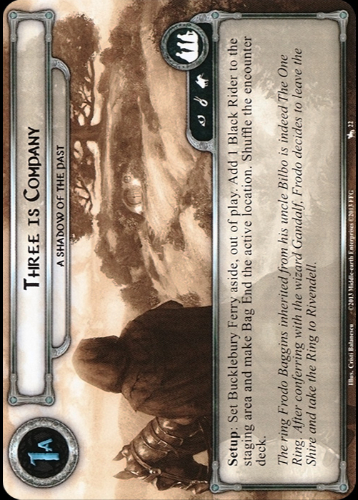 1A
Three is Company
A Shadow of the Past
Setup: Set Bucklebury Ferry aside, out of play. Add 1 Black Rider to the
staging area and make Bag End the active location. Shuffle the encounter
deck.
The ring Frodo Baggins inherited from his uncle Bilbo is indeed The One
Ring. After conferring with the wizard Gandalf, Frodo decides to leave the
Shire and take the Ring to Rivendell.
Illus. Cristi Balanescu ©2013 Middle-earth Enterprises ©2013 FFG 22